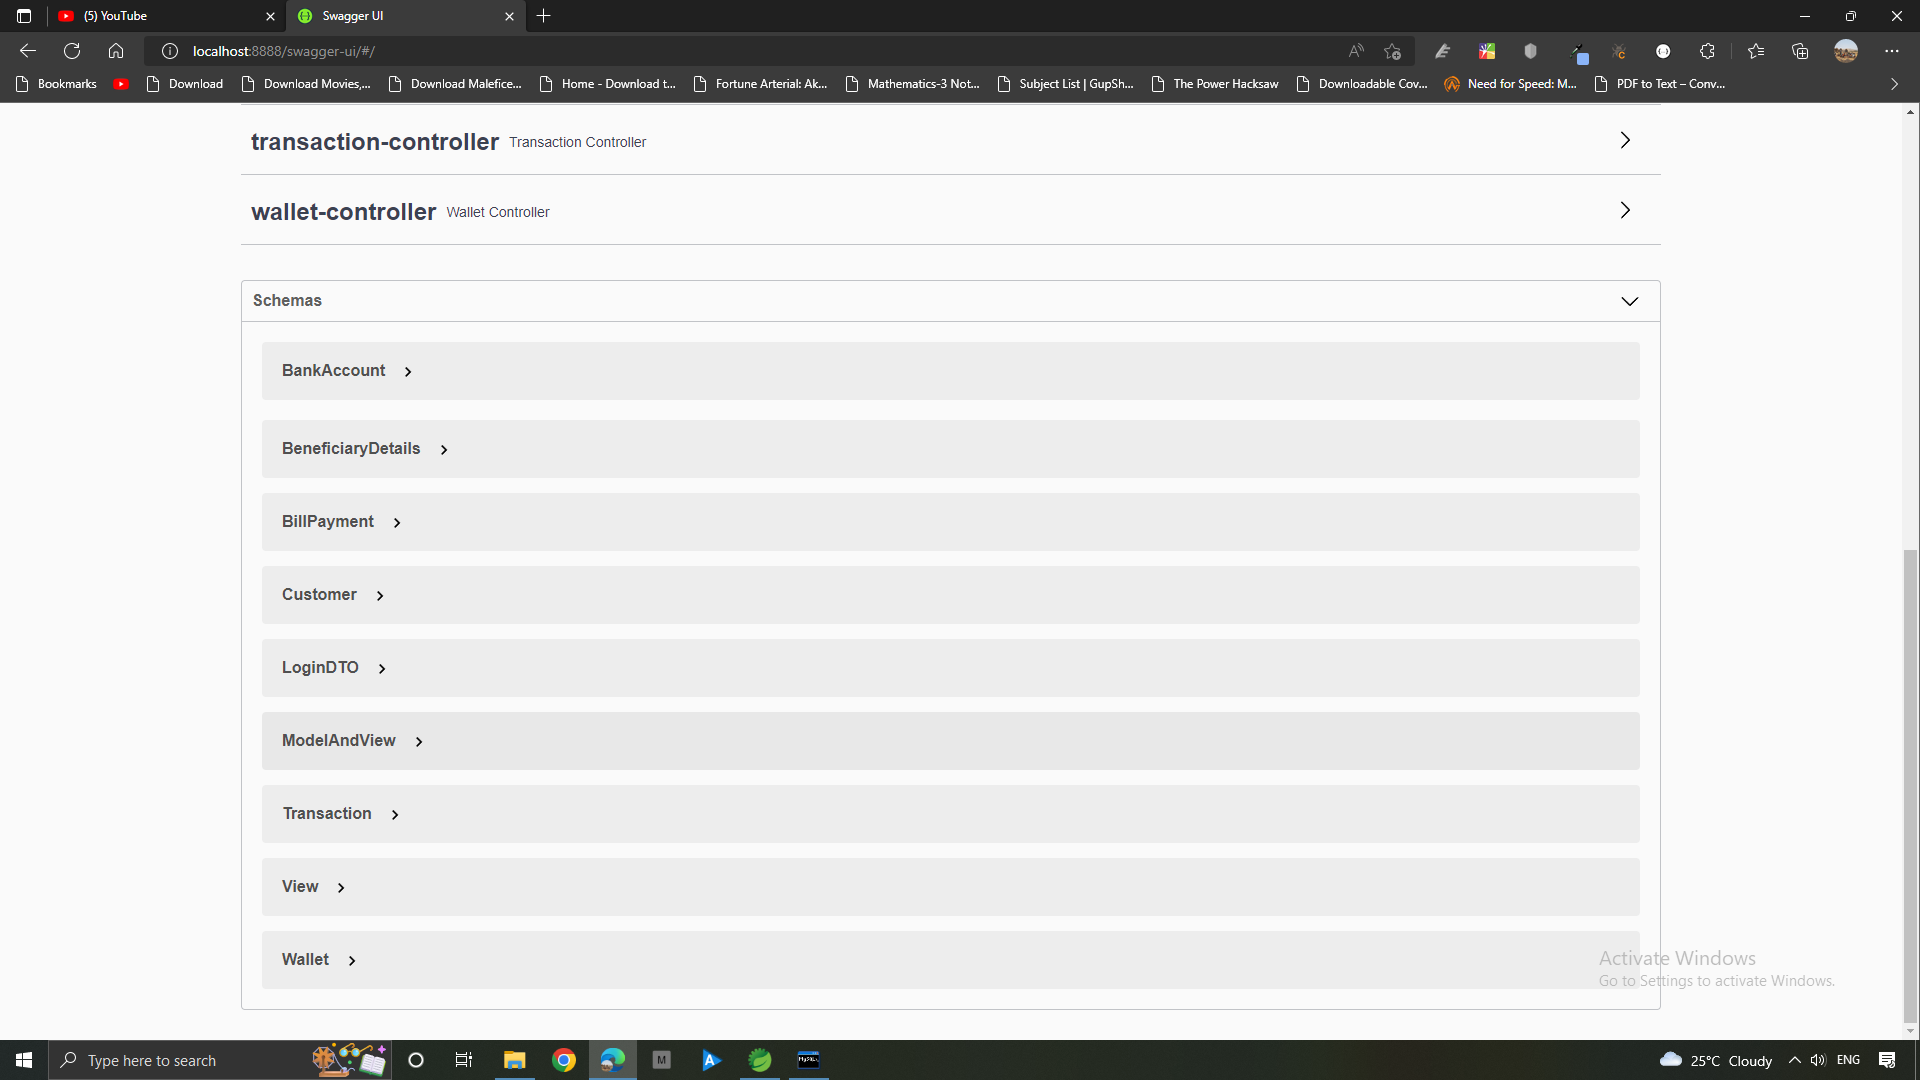 (5) YouTube
Swagger UI
localhost:8888/swagger-ui/#/
Bookmarks
Download
Download Movies,...
Download Malefice...
Home - Download t...
Fortune Arterial: Ak...
Mathematics-3 Not...
Subject List | GupSh...
The Power Hacksaw
Downloadable Cov...
Need for Speed: M...
PDF to Text – Conv...
transaction-controller Transaction Controller
wallet-controller Wallet Controller
Schemas
BankAccount
BeneficiaryDetails
BillPayment
Customer
LoginDTO
ModelAndView
Transaction
View
Wallet
Activate Windows
Go to Settings to activate Windows.
Type here to search
M
25°C Cloudy
ENG